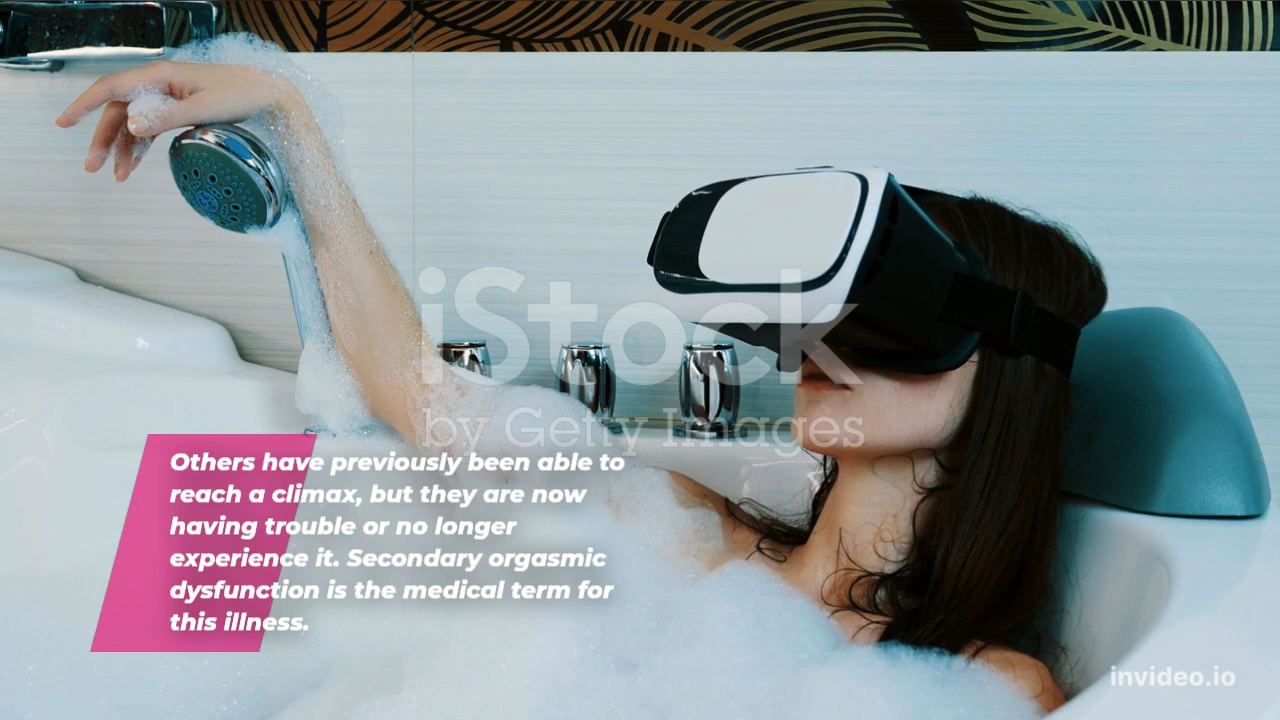 iStock
by Getty Images
Others have previously been able to
reach a climax, but they are now
having trouble or no longer
experience it. Secondary orgasmic
dysfunction is the medical term for
this illness.
invideo.io